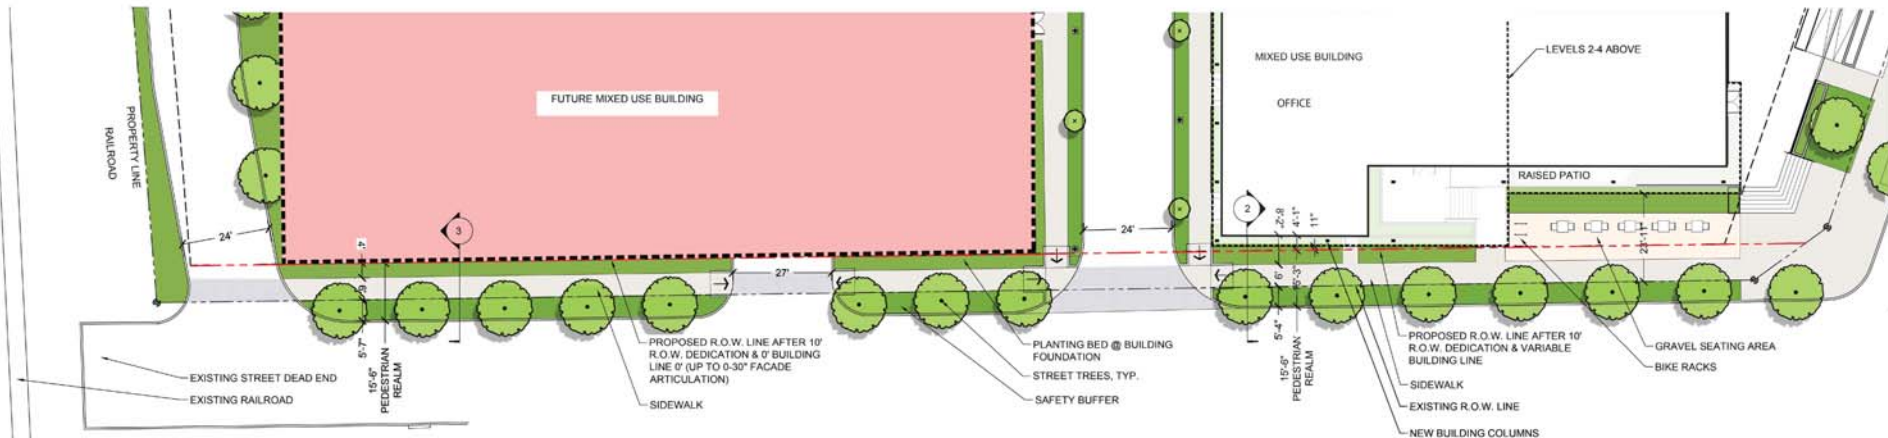 PROPERTY LINE
RAILROAD
FUTURE MIXED USE BUILDING
MIXED USE BUILDING
OFFICE
LEVELS 2-4 ABOVE
RAISED PATIO
24'
3
4'
6'
5'-7"
15'-6"
PEDESTRIAN
REALM
27'
24'
2
8'-2"
4'-1"
11"
6'
5'-3"
5'-4"
15'-6"
PEDESTRIAN
REALM
23'-11"
EXISTING STREET DEAD END
EXISTING RAILROAD
PROPOSED R.O.W. LINE AFTER 10'
R.O.W. DEDICATION & 0' BUILDING
LINE 0' (UP TO 0-30" FACADE
ARTICULATION)
SIDEWALK
PLANTING BED @ BUILDING
FOUNDATION
STREET TREES, TYP.
SAFETY BUFFER
PROPOSED R.O.W. LINE AFTER 10'
R.O.W. DEDICATION & VARIABLE
BUILDING LINE
SIDEWALK
EXISTING R.O.W. LINE
NEW BUILDING COLUMNS
GRAVEL SEATING AREA
BIKE RACKS